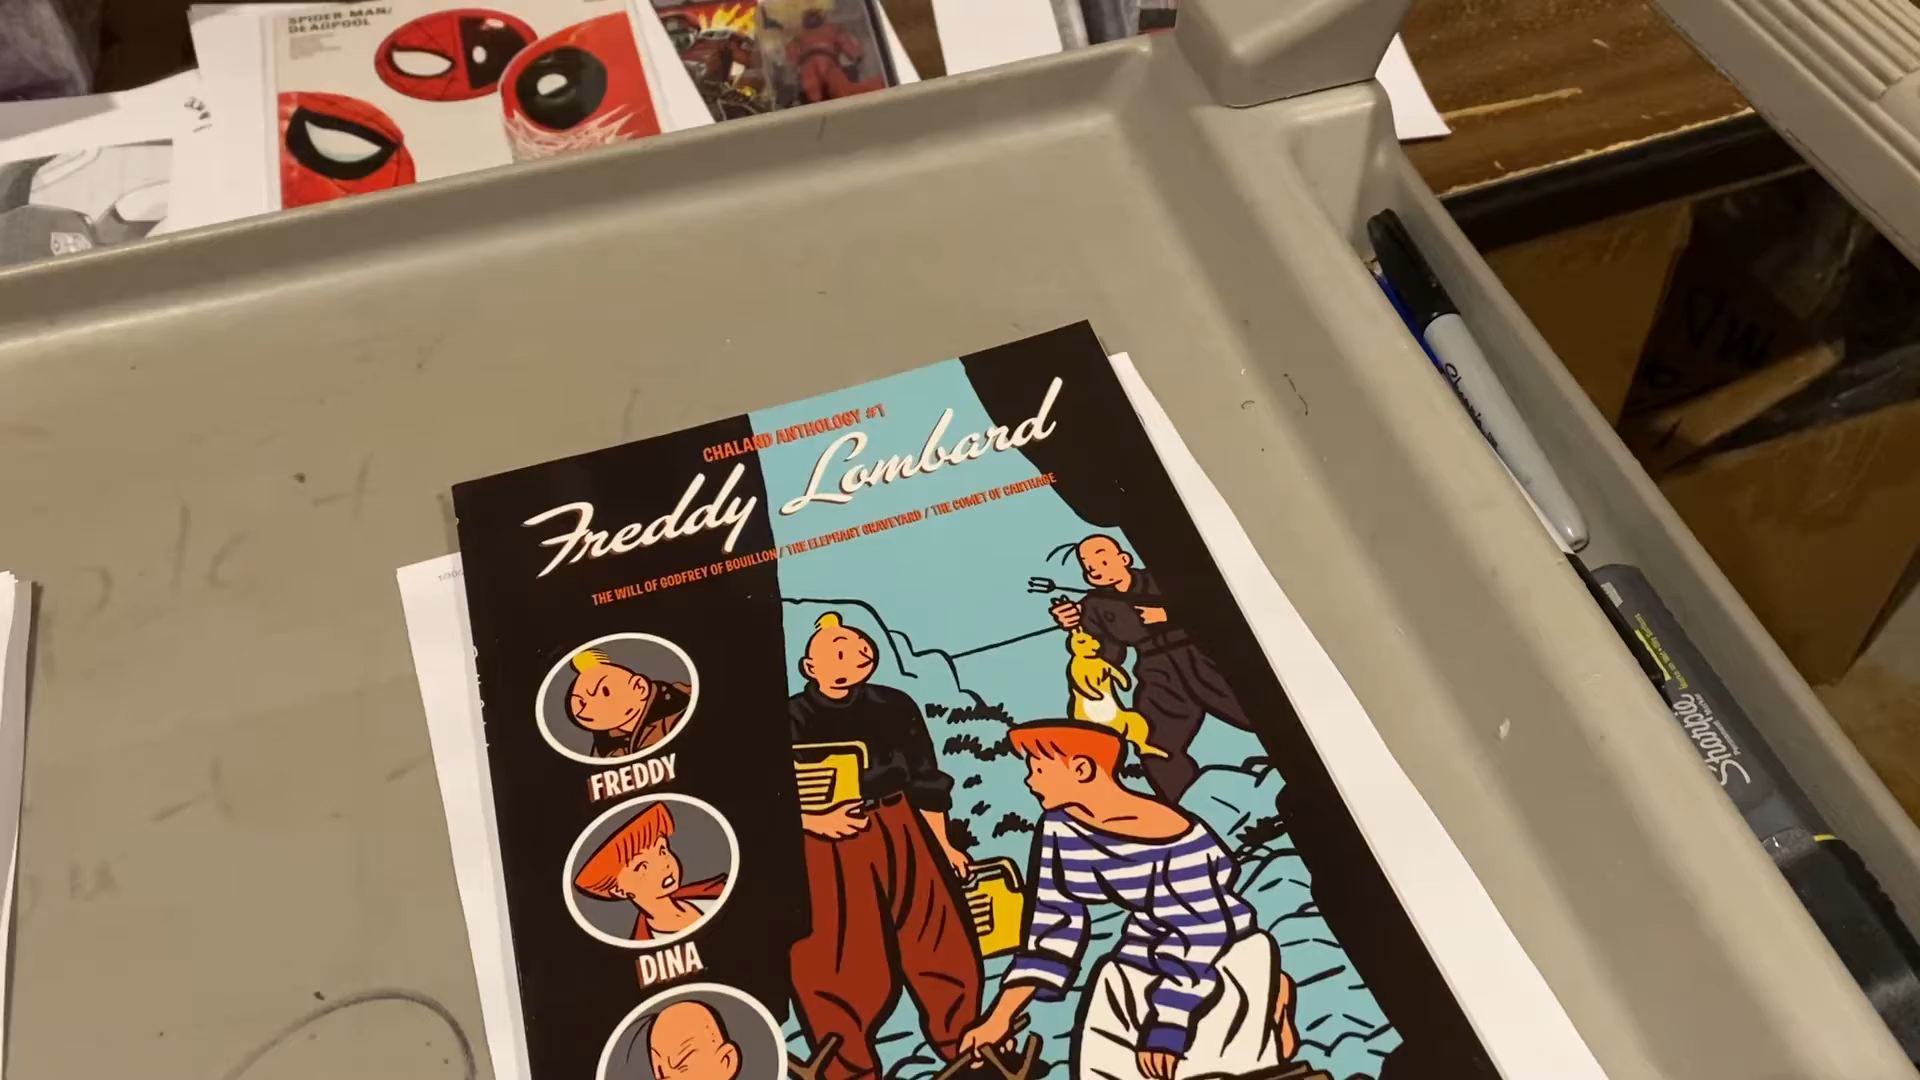 SPIDER-MAN/
DEADPOOL
CHALAND ANTHOLOGY #1
Freddy Lombard
THE WILL OF GODFREY OF BOUILLON / THE ELEPHANT GRAVEYARD / THE COMET OF CARTHAGE
FREDDY
DINA
Sharpie
Sharpie